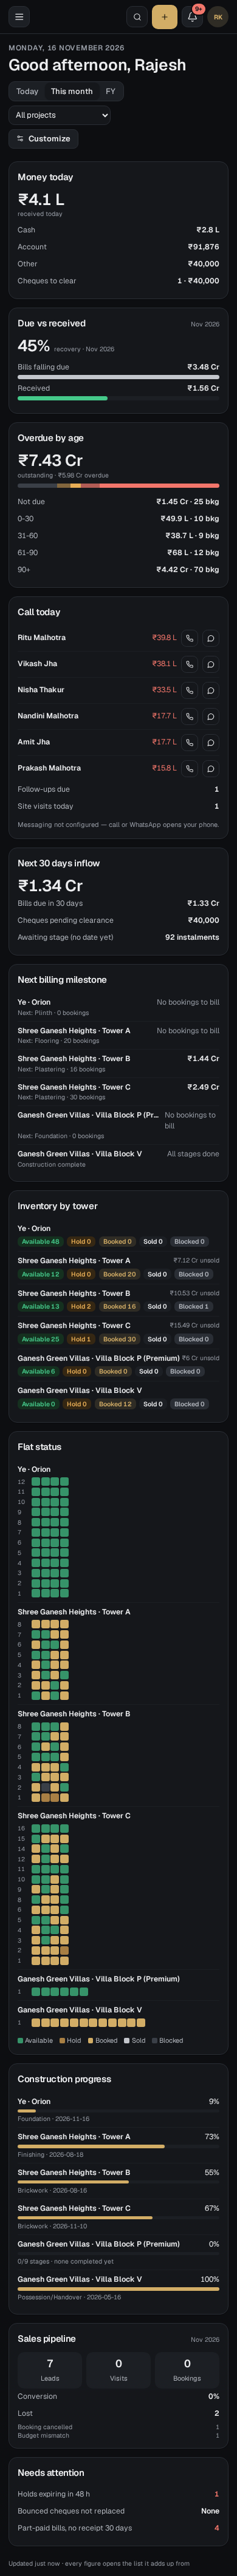 9+
RK
MONDAY, 16 NOVEMBER 2026
Good afternoon, Rajesh
Today This month FY
All projects
Customize
Money today
₹4.1 L
received today
Cash ₹2.8 L
Account ₹91,876
Other ₹40,000
Cheques to clear 1 · ₹40,000
Due vs received Nov 2026
45% recovery · Nov 2026
Bills falling due ₹3.48 Cr
Received ₹1.56 Cr
Overdue by age
₹7.43 Cr
outstanding · ₹5.98 Cr overdue
Not due ₹1.45 Cr · 25 bkg
0-30 ₹49.9 L · 10 bkg
31-60 ₹38.7 L · 9 bkg
61-90 ₹68 L · 12 bkg
90+ ₹4.42 Cr · 70 bkg
Call today
Ritu Malhotra ₹39.8 L
Vikash Jha ₹38.1 L
Nisha Thakur ₹33.5 L
Nandini Malhotra ₹17.7 L
Amit Jha ₹17.7 L
Prakash Malhotra ₹15.8 L
Follow-ups due 1
Site visits today 1
Messaging not configured — call or WhatsApp opens your phone.
Next 30 days inflow
₹1.34 Cr
Bills due in 30 days ₹1.33 Cr
Cheques pending clearance ₹40,000
Awaiting stage (no date yet) 92 instalments
Next billing milestone
Ye · Orion No bookings to bill
Next: Plinth · 0 bookings
Shree Ganesh Heights · Tower A No bookings to bill
Next: Flooring · 20 bookings
Shree Ganesh Heights · Tower B ₹1.44 Cr
Next: Plastering · 16 bookings
Shree Ganesh Heights · Tower C ₹2.49 Cr
Next: Plastering · 30 bookings
Ganesh Green Villas · Villa Block P (Pr... No bookings to bill
Next: Foundation · 0 bookings
Ganesh Green Villas · Villa Block V All stages done
Construction complete
Inventory by tower
Ye · Orion
Available 48 Hold 0 Booked 0 Sold 0 Blocked 0
Shree Ganesh Heights · Tower A ₹7.12 Cr unsold
Available 12 Hold 0 Booked 20 Sold 0 Blocked 0
Shree Ganesh Heights · Tower B ₹10.53 Cr unsold
Available 13 Hold 2 Booked 16 Sold 0 Blocked 1
Shree Ganesh Heights · Tower C ₹15.49 Cr unsold
Available 25 Hold 1 Booked 30 Sold 0 Blocked 0
Ganesh Green Villas · Villa Block P (Premium) ₹6 Cr unsold
Available 6 Hold 0 Booked 0 Sold 0 Blocked 0
Ganesh Green Villas · Villa Block V
Available 0 Hold 0 Booked 12 Sold 0 Blocked 0
Flat status
Ye · Orion
12
11
10
9
8
7
6
5
4
3
2
1
Shree Ganesh Heights · Tower A
8
7
6
5
4
3
2
1
Shree Ganesh Heights · Tower B
8
7
6
5
4
3
2
1
Shree Ganesh Heights · Tower C
16
15
14
12
11
10
9
8
6
5
4
3
2
1
Ganesh Green Villas · Villa Block P (Premium)
1
Ganesh Green Villas · Villa Block V
1
Available Hold Booked Sold Blocked
Construction progress
Ye · Orion 9%
Foundation · 2026-11-16
Shree Ganesh Heights · Tower A 73%
Finishing · 2026-08-18
Shree Ganesh Heights · Tower B 55%
Brickwork · 2026-08-16
Shree Ganesh Heights · Tower C 67%
Brickwork · 2026-11-10
Ganesh Green Villas · Villa Block P (Premium) 0%
0/9 stages · none completed yet
Ganesh Green Villas · Villa Block V 100%
Possession/Handover · 2026-05-16
Sales pipeline Nov 2026
7 0 0
Leads Visits Bookings
Conversion 0%
Lost 2
Booking cancelled 1
Budget mismatch 1
Needs attention
Holds expiring in 48 h 1
Bounced cheques not replaced None
Part-paid bills, no receipt 30 days 4
Updated just now · every figure opens the list it adds up from